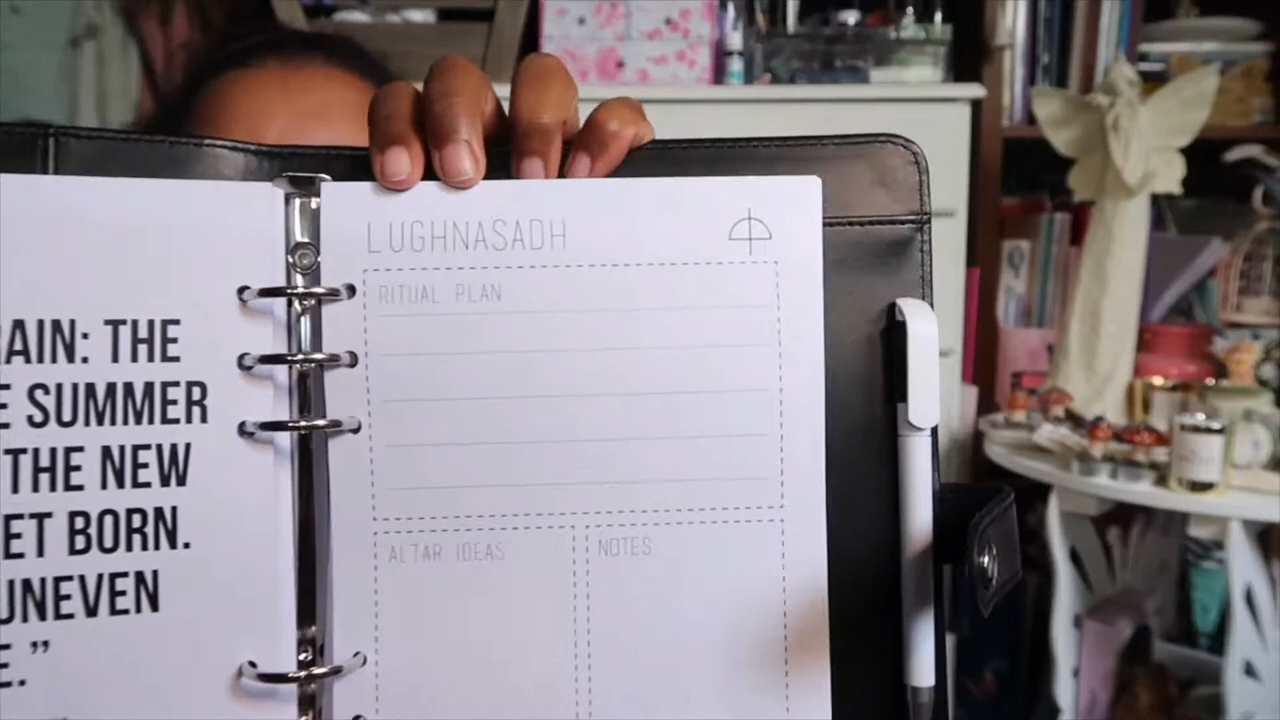 AIN: THE
E SUMMER
THE NEW
ET BORN.
UNEVEN
E.”
LUGHNASADH
RITUAL PLAN
ALTAR IDEAS
NOTES